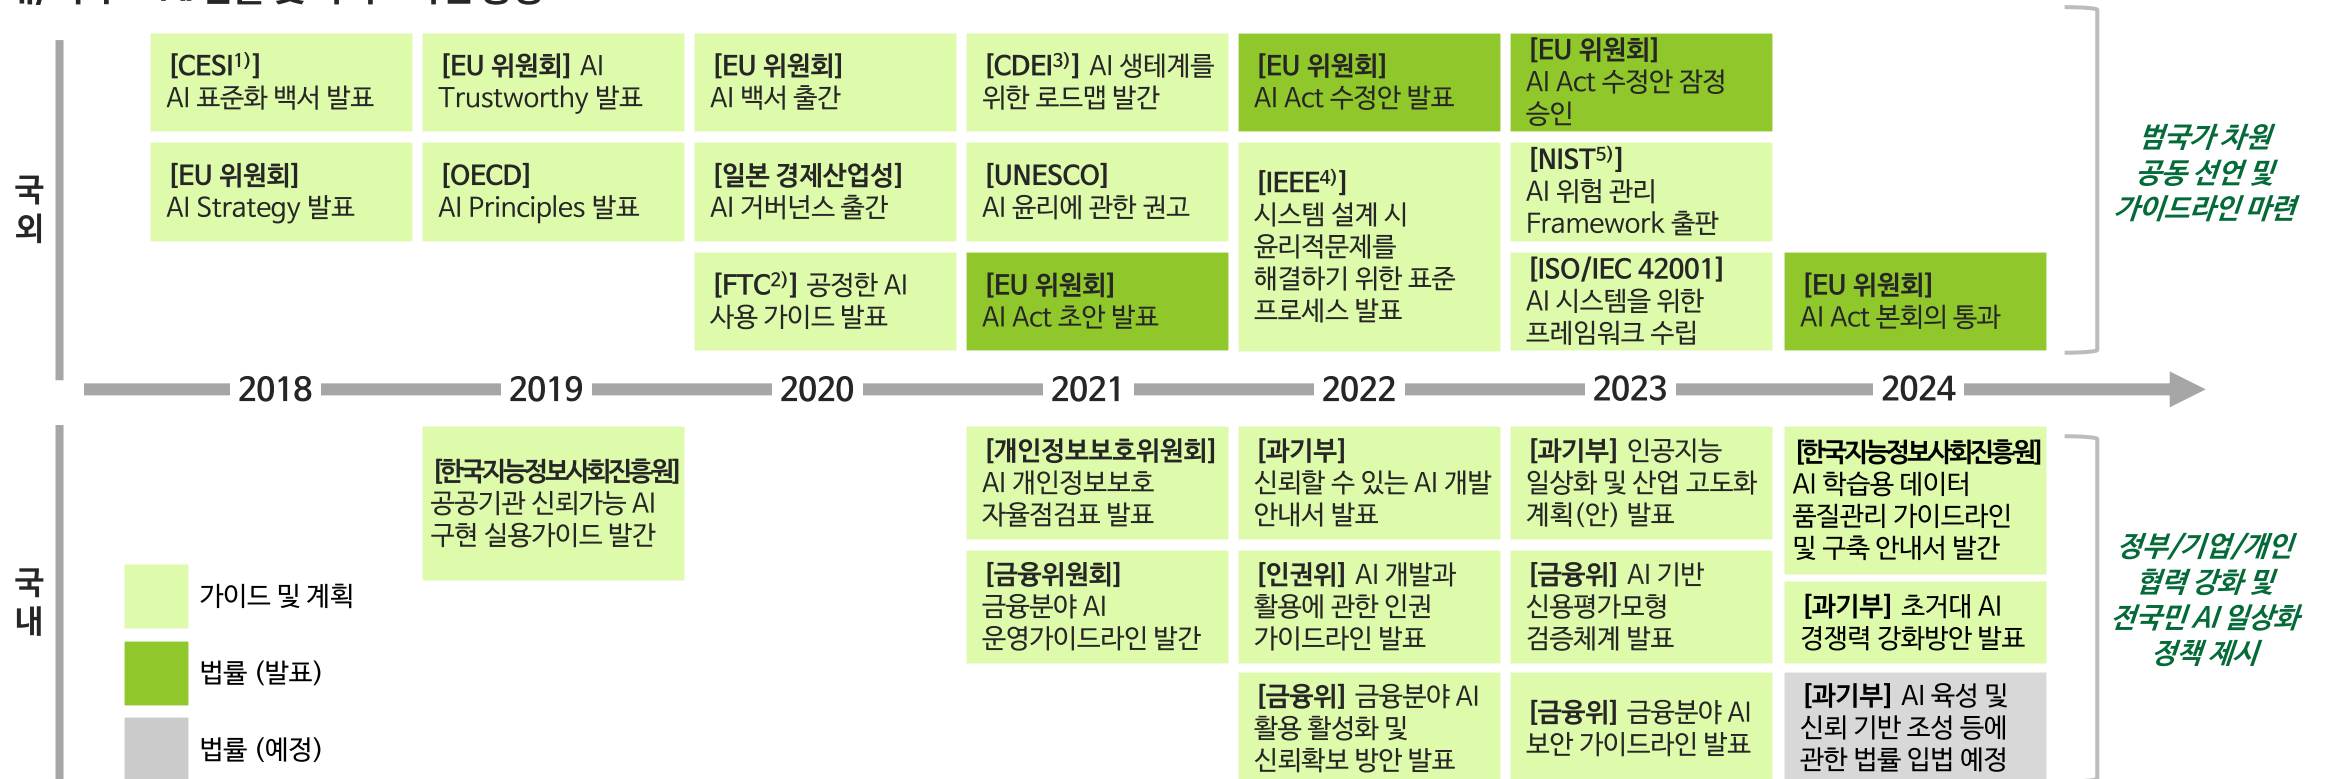 국외
[CESI1)]
AI 표준화 백서 발표
[EU 위원회]
AI Strategy 발표
[EU 위원회] AI
Trustworthy 발표
[OECD]
AI Principles 발표
[EU 위원회]
AI 백서 출간
[일본 경제산업성]
AI 거버넌스 출간
[FTC2)] 공정한 AI
사용 가이드 발표
[CDEI3)] AI 생테계를
위한 로드맵 발간
[UNESCO]
AI 윤리에 관한 권고
[EU 위원회]
AI Act 초안 발표
[EU 위원회]
AI Act 수정안 발표
[IEEE4)]
시스템 설계 시
윤리적문제를
해결하기 위한 표준
프로세스 발표
[EU 위원회]
AI Act 수정안 잠정
승인
[NIST5)]
AI 위험 관리
Framework 출판
[ISO/IEC 42001]
AI 시스템을 위한
프레임워크 수립
[EU 위원회]
AI Act 본회의 통과
범국가 차원
공동 선언 및
가이드라인 마련
2018
2019
2020
2021
2022
2023
2024
국내
[한국지능정보사회진흥원]
공공기관 신뢰가능 AI
구현 실용가이드 발간
[개인정보보호위원회]
AI 개인정보보호
자율점검표 발표
[금융위원회]
금융분야 AI
운영가이드라인 발간
[과기부]
신뢰할 수 있는 AI 개발
안내서 발표
[인권위] AI 개발과
활용에 관한 인권
가이드라인 발표
[금융위] 금융분야 AI
활용 활성화 및
신뢰확보 방안 발표
[과기부] 인공지능
일상화 및 산업 고도화
계획(안) 발표
[금융위] AI 기반
신용평가모형
검증체계 발표
[금융위] 금융분야 AI
보안 가이드라인 발표
[한국지능정보사회진흥원]
AI 학습용 데이터
품질관리 가이드라인
및 구축 안내서 발간
[과기부] 초거대 AI
경쟁력 강화방안 발표
[과기부] AI 육성 및
신뢰 기반 조성 등에
관한 법률 입법 예정
정부/기업/개인
협력 강화 및
전국민 AI 일상화
정책 제시
가이드 및 계획
법률 (발표)
법률 (예정)